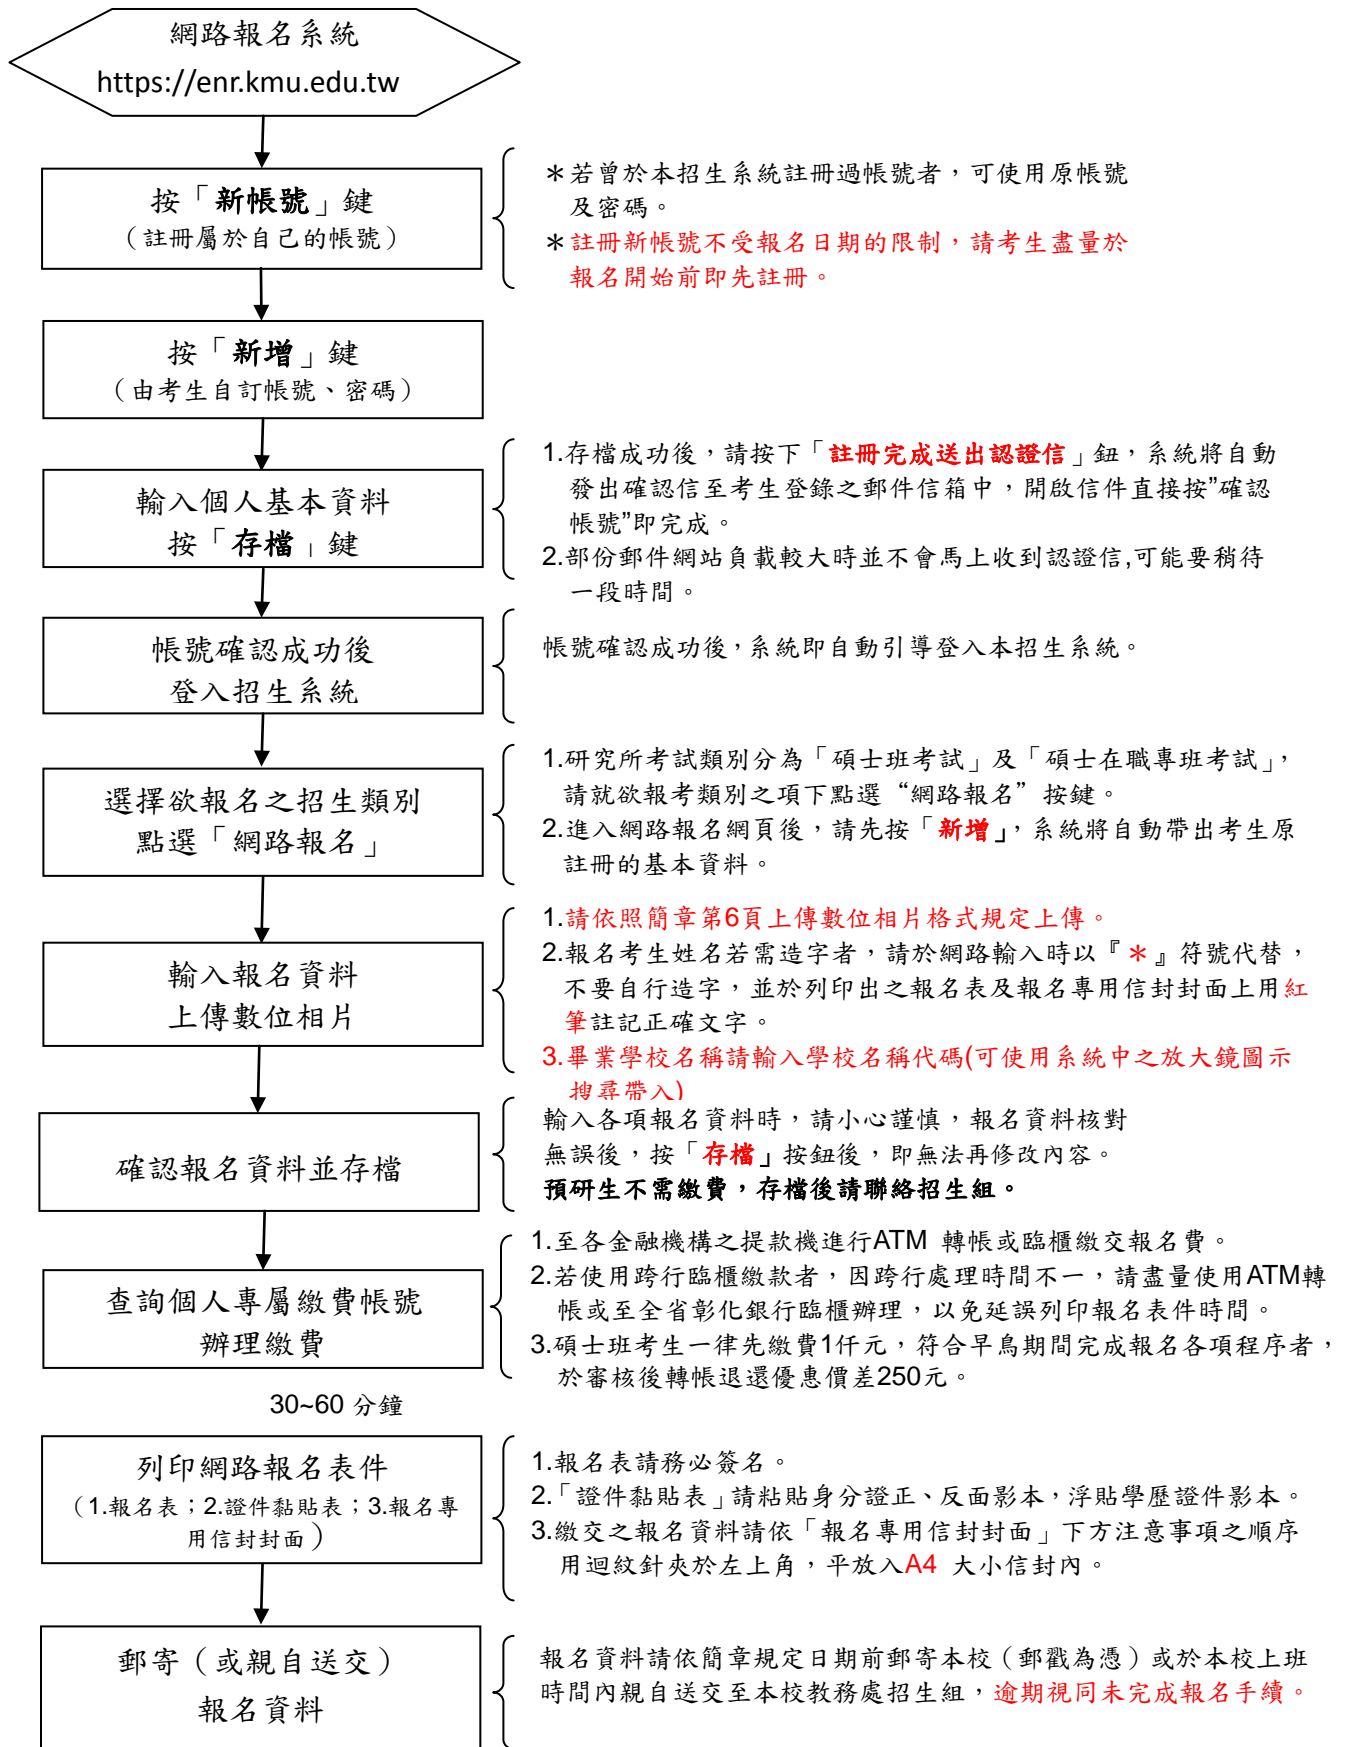 網路報名系統
https://enr.kmu.edu.tw
按「新帳號」鍵
（註冊屬於自己的帳號）
＊若曾於本招生系統註冊過帳號者，可使用原帳號
及密碼。
＊註冊新帳號不受報名日期的限制，請考生盡量於
報名開始前即先註冊。
按「新增」鍵
（由考生自訂帳號、密碼）
輸入個人基本資料
按「存檔」鍵
1.存檔成功後，請按下「註冊完成送出認證信」鈕，系統將自動
發出確認信至考生登錄之郵件信箱中，開啟信件直接按”確認
帳號”即完成。
2.部份郵件網站負載較大時並不會馬上收到認證信,可能要稍待
一段時間。
帳號確認成功後
登入招生系統
帳號確認成功後，系統即自動引導登入本招生系統。
選擇欲報名之招生類別
點選「網路報名」
1.研究所考試類別分為「碩士班考試」及「碩士在職專班考試」，
請就欲報考類別之項下點選“網路報名”按鍵。
2.進入網路報名網頁後，請先按「新增」，系統將自動帶出考生原
註冊的基本資料。
輸入報名資料
上傳數位相片
1.請依照簡章第6頁上傳數位相片格式規定上傳。
2.報名考生姓名若需造字者，請於網路輸入時以『＊』符號代替，
不要自行造字，並於列印出之報名表及報名專用信封封面上用紅
筆註記正確文字。
3.畢業學校名稱請輸入學校名稱代碼(可使用系統中之放大鏡圖示
搜尋帶入)
確認報名資料並存檔
輸入各項報名資料時，請小心謹慎，報名資料核對
無誤後，按「存檔」按鈕後，即無法再修改內容。
預研生不需繳費，存檔後請聯絡招生組。
查詢個人專屬繳費帳號
辦理繳費
1.至各金融機構之提款機進行ATM 轉帳或臨櫃繳交報名費。
2.若使用跨行臨櫃繳款者，因跨行處理時間不一，請盡量使用ATM轉
帳或至全省彰化銀行臨櫃辦理，以免延誤列印報名表件時間。
3.碩士班考生一律先繳費1仟元，符合早鳥期間完成報名各項程序者，
於審核後轉帳退還優惠價差250元。
30~60 分鐘
列印網路報名表件
（1.報名表；2.證件黏貼表；3.報名專
用信封封面）
1.報名表請務必簽名。
2.「證件黏貼表」請粘貼身分證正、反面影本，浮貼學歷證件影本。
3.繳交之報名資料請依「報名專用信封封面」下方注意事項之順序
用迴紋針夾於左上角，平放入A4 大小信封內。
郵寄（或親自送交）
報名資料
報名資料請依簡章規定日期前郵寄本校（郵戳為憑）或於本校上班
時間內親自送交至本校教務處招生組，逾期視同未完成報名手續。